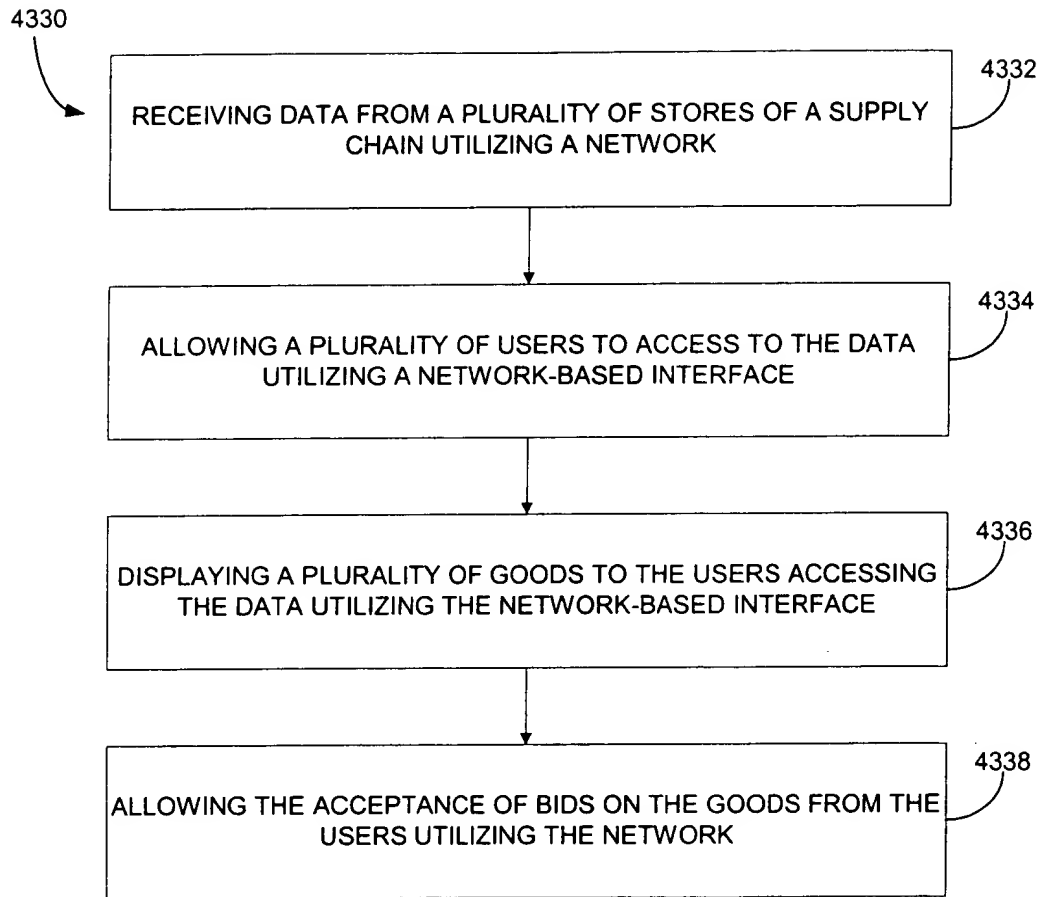 4330
4332
RECEIVING DATA FROM A PLURALITY OF STORES OF A SUPPLY
CHAIN UTILIZING A NETWORK
4334
ALLOWING A PLURALITY OF USERS TO ACCESS TO THE DATA
UTILIZING A NETWORK-BASED INTERFACE
4336
DISPLAYING A PLURALITY OF GOODS TO THE USERS ACCESSING
THE DATA UTILIZING THE NETWORK-BASED INTERFACE
4338
ALLOWING THE ACCEPTANCE OF BIDS ON THE GOODS FROM THE
USERS UTILIZING THE NETWORK